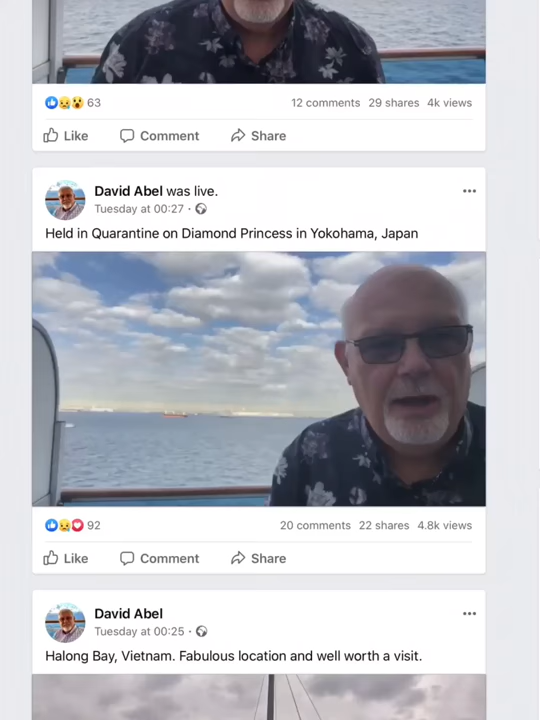 63 12 comments 29 shares 4k views
Like Comment Share
David Abel was live.
Tuesday at 00:27 ·
Held in Quarantine on Diamond Princess in Yokohama, Japan
92 20 comments 22 shares 4.8k views
Like Comment Share
David Abel
Tuesday at 00:25 ·
Halong Bay, Vietnam. Fabulous location and well worth a visit.